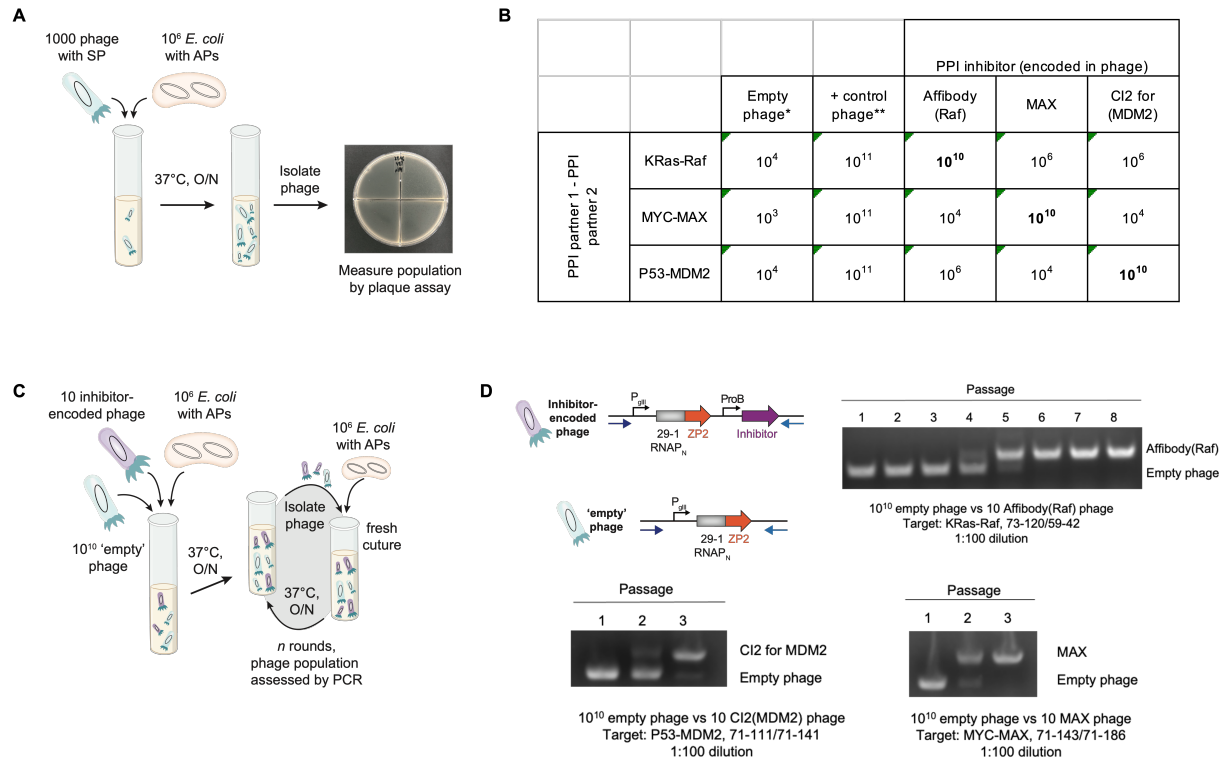 A
1000 phage
with SP
10⁶ E. coli
with APs
37°C, O/N
Isolate
phage
Measure population
by plaque assay
B
PPI inhibitor (encoded in phage)
Empty
phage*
+ control
phage**
Affibody
(Raf)
MAX
CI2 for
(MDM2)
PPI partner 1 - PPI
partner 2
KRas-Raf 10⁴ 10¹¹ 10¹⁰ 10⁶ 10⁶
MYC-MAX 10³ 10¹¹ 10⁴ 10¹⁰ 10⁴
P53-MDM2 10⁴ 10¹¹ 10⁶ 10⁴ 10¹⁰
C
10 inhibitor-
encoded phage
10⁶ E. coli
with APs
10¹⁰ 'empty'
phage
37°C,
O/N
Isolate
phage
10⁶ E. coli
with APs
fresh
cuture
37°C,
O/N
n rounds,
phage population
assessed by PCR
D
Inhibitor-
encoded
phage
PgIII
ProB
29-1
RNAPN
ZP2
Inhibitor
'empty'
phage
PgIII
29-1
RNAPN
ZP2
Passage
1 2 3 4 5 6 7 8
Affibody(Raf)
Empty phage
10¹⁰ empty phage vs 10 Affibody(Raf) phage
Target: KRas-Raf, 73-120/59-42
1:100 dilution
Passage
1 2 3
CI2 for MDM2
Empty phage
10¹⁰ empty phage vs 10 CI2(MDM2) phage
Target: P53-MDM2, 71-111/71-141
1:100 dilution
Passage
1 2 3
MAX
Empty phage
10¹⁰ empty phage vs 10 MAX phage
Target: MYC-MAX, 71-143/71-186
1:100 dilution